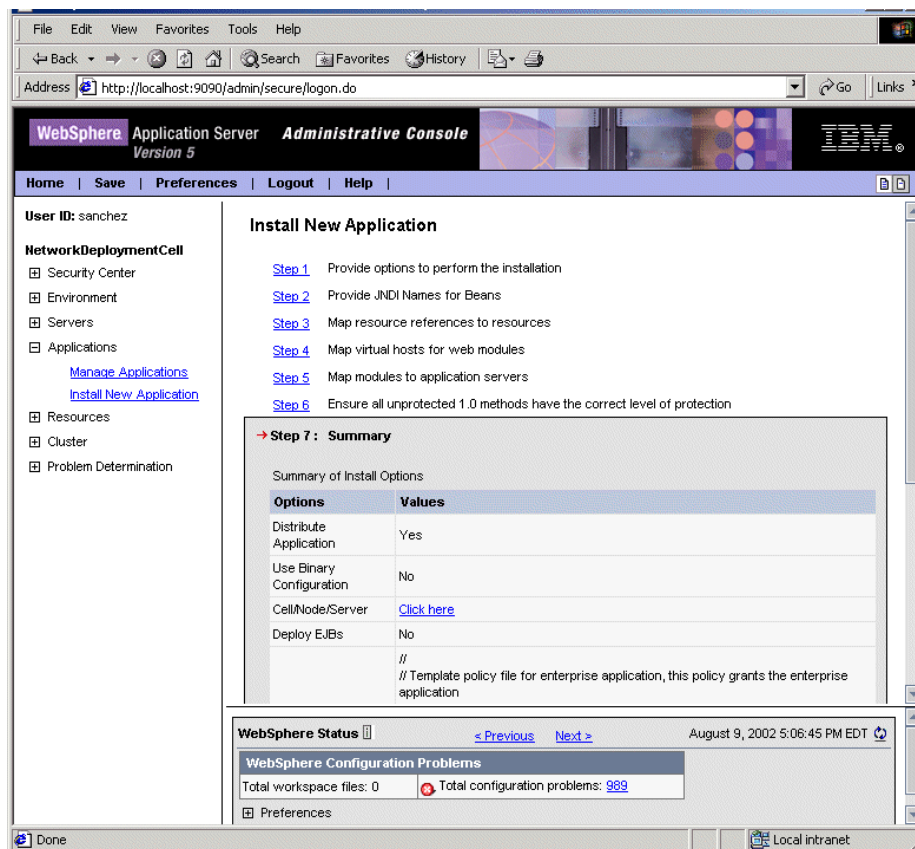 File Edit View Favorites Tools Help
Back Search Favorites History
Address http://localhost:9090/admin/secure/logon.do Go Links
WebSphere Application Server Administrative Console
Version 5
IBM
Home | Save | Preferences | Logout | Help |
User ID: sanchez
NetworkDeploymentCell
Security Center
Environment
Servers
Applications
Manage Applications
Install New Application
Resources
Cluster
Problem Determination
Install New Application
Step 1 Provide options to perform the installation
Step 2 Provide JNDI Names for Beans
Step 3 Map resource references to resources
Step 4 Map virtual hosts for web modules
Step 5 Map modules to application servers
Step 6 Ensure all unprotected 1.0 methods have the correct level of protection
Step 7 : Summary
Summary of Install Options
Options Values
Distribute Application Yes
Use Binary Configuration No
Cell/Node/Server Click here
Deploy EJBs No
//
// Template policy file for enterprise application, this policy grants the enterprise
application
WebSphere Status < Previous Next > August 9, 2002 5:06:45 PM EDT
WebSphere Configuration Problems
Total workspace files: 0 Total configuration problems: 989
Preferences
Done Local intranet